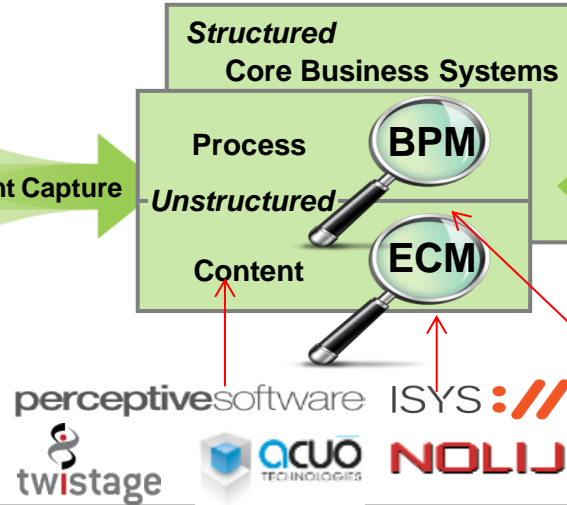 Structured
Core Business Systems
Process
BPM
nt Capture
Unstructured
Content
ECM
perceptivesoftware
ISYS
twistage
acuo
TECHNOLOGIES
NOLIJ